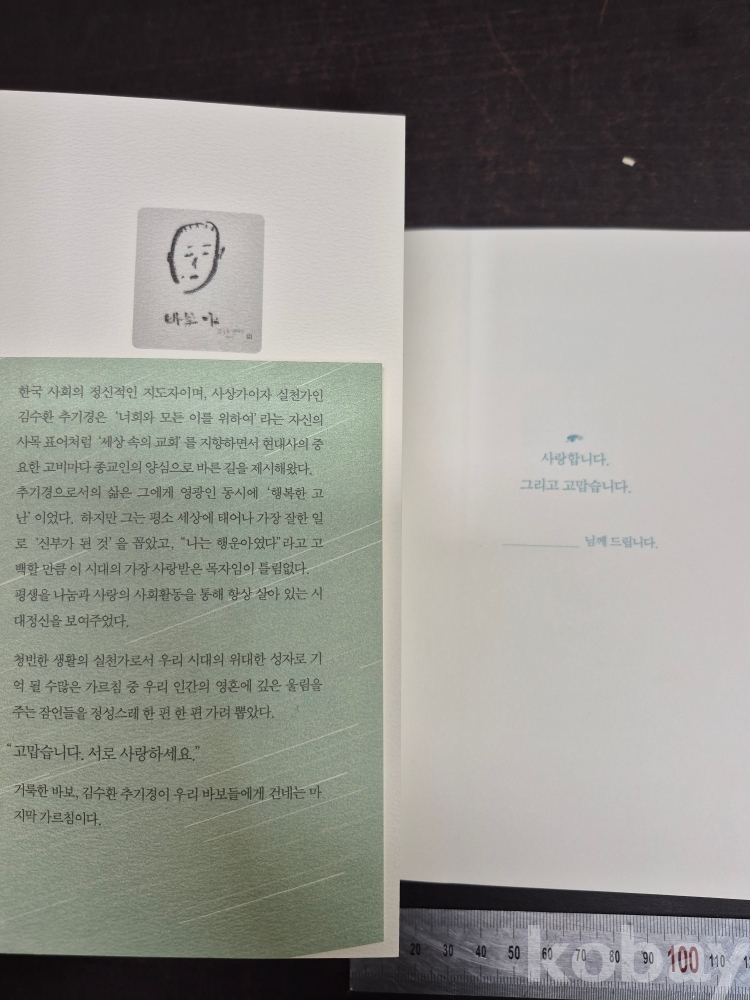 바보야
한국 사회의 정신적인 지도자이며, 사상가이자 실천가인
김수환 추기경은 ‘너희와 모든 이를 위하여’라는 자신의
사목 표어처럼 ‘세상 속의 교회’를 지향하면서 현대사의 중
요한 고비마다 종교인의 양심으로 바른 길을 제시해왔다.
추기경으로서의 삶은 그에게 영광인 동시에 ‘행복한 고
난’이었다. 하지만 그는 평소 세상에 태어나 가장 잘한 일
로 ‘신부가 된 것’을 꼽았고, “나는 행운아였다”라고 고
백할 만큼 이 시대의 가장 사랑받은 목자임이 틀림없다.
평생을 나눔과 사랑의 사회활동을 통해 항상 살아 있는 시
대정신을 보여주었다.
청빈한 생활의 실천가로서 우리 시대의 위대한 성자로 기
억 될 수많은 가르침 중 우리 인간의 영혼에 깊은 울림을
주는 잠언들을 정성스레 한 편 한 편 가려 뽑았다.
“고맙습니다. 서로 사랑하세요.”
거룩한 바보, 김수환 추기경이 우리 바보들에게 건네는 마
지막 가르침이다.
사랑합니다.
그리고 고맙습니다.
님께 드립니다.
20 30 40 50 60 70 80 90 100 110
kobay